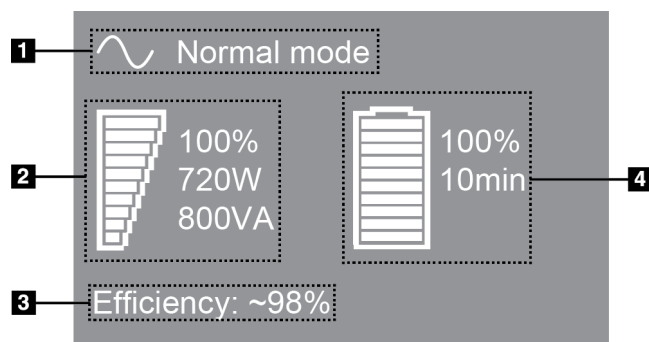 1
Normal mode
2
100%
720W
800VA
100%
10min
4
3
Efficiency: ~98%